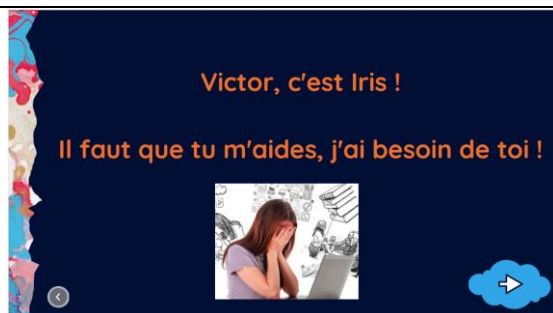 Victor, c'est Iris !
Il faut que tu m'aides, j'ai besoin de toi !